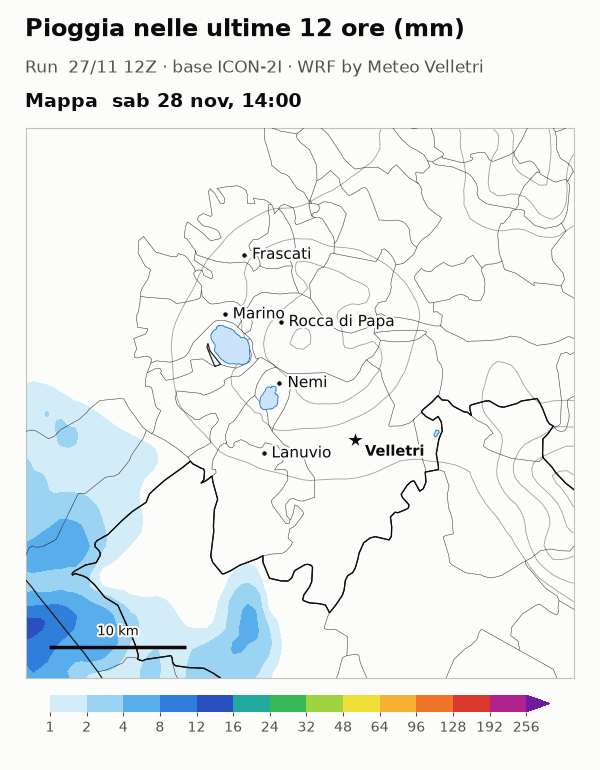 Pioggia nelle ultime 12 ore (mm)
Run  27/11 12Z · base ICON-2I · WRF by Meteo Velletri
Mappa  sab 28 nov, 14:00
Frascati
Marino
Rocca di Papa
Nemi
Velletri
Lanuvio
10 km
1 2 4 8 12 16 24 32 48 64 96 128 192 256